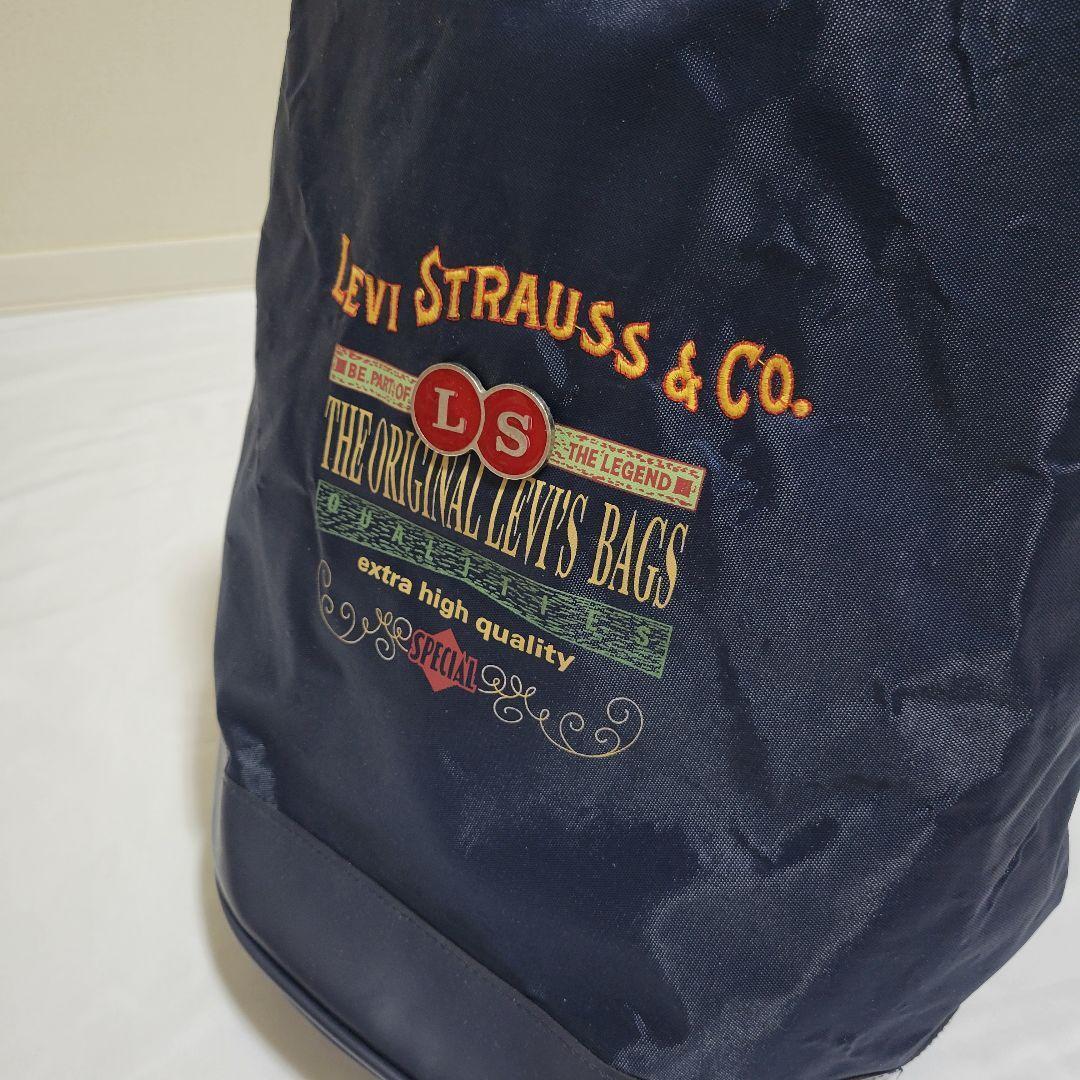 LEVI STRAUSS & CO.
BE.PART.OF LS THE LEGEND
THE ORIGINAL LEVI'S BAGS
QUALITIES
extra high quality
SPECIAL